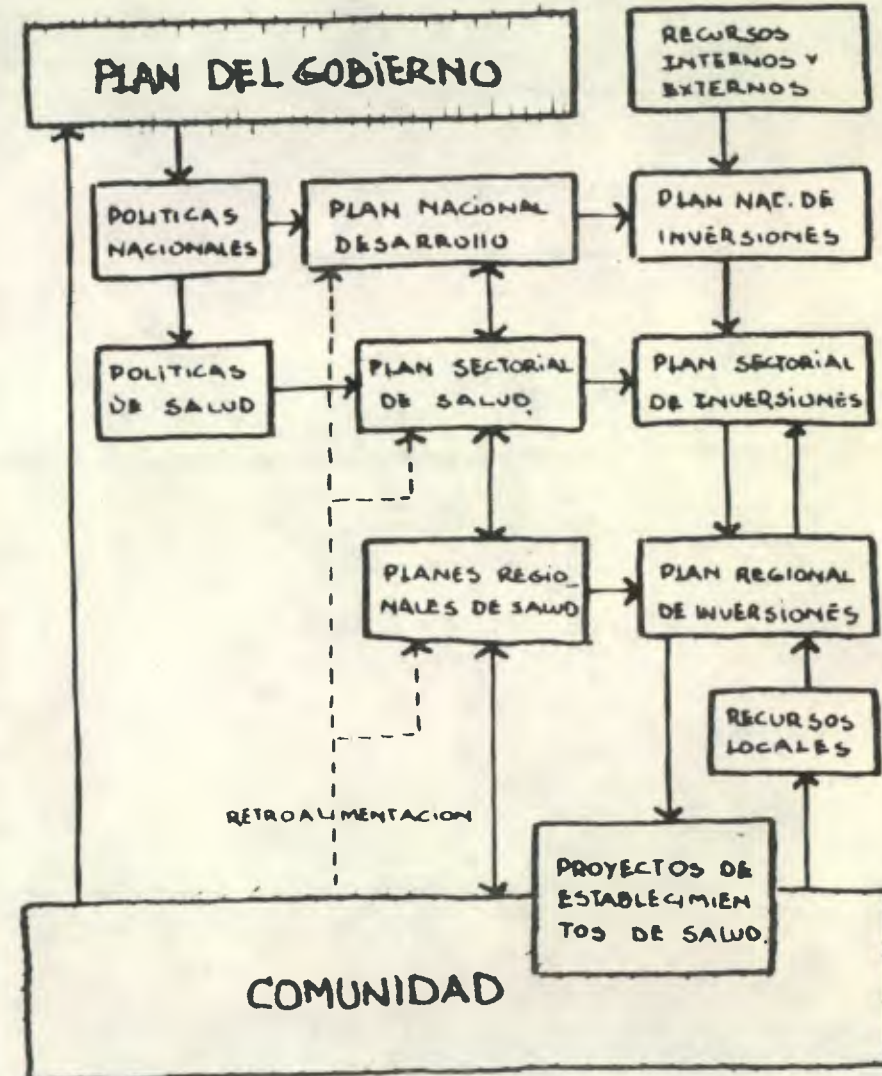 PLAN DEL GOBIERNO
RECURSOS
INTERNOS Y
EXTERNOS
POLITICAS
NACIONALES
PLAN NACIONAL
DESARROLLO
PLAN NAC. DE
INVERSIONES
POLITICAS
DE SALUD
PLAN SECTORIAL
DE SALUD.
PLAN SECTORIAL
DE INVERSIONES
PLANES REGIO_
NALES DE SALUD
PLAN REGIONAL
DE INVERSIONES
RECURSOS
LOCALES
RETROALIMENTACION
PROYECTOS DE
ESTABLECIMIEN
TOS DE SALUD.
COMUNIDAD